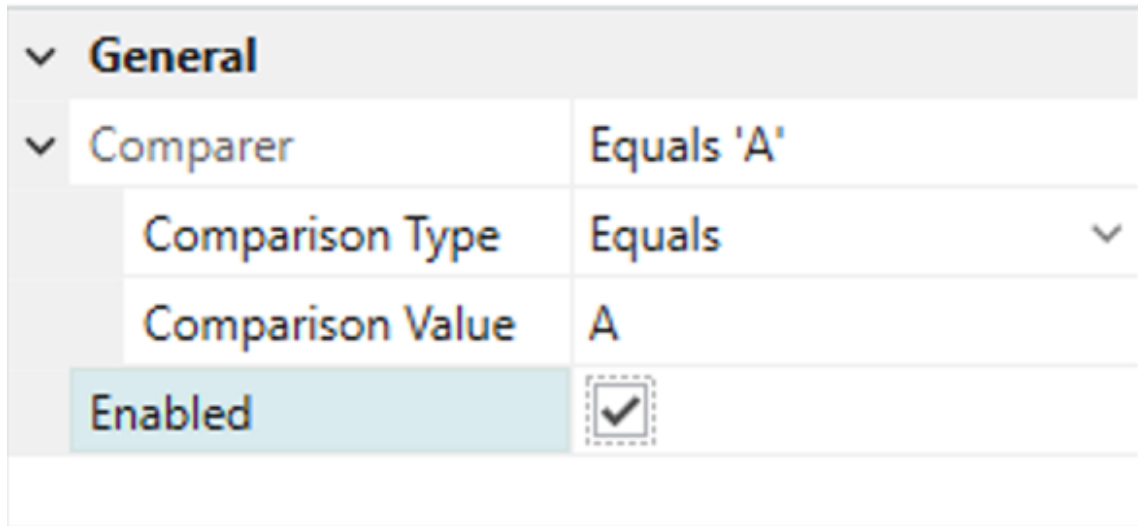 General
Comparer Equals 'A'
Comparison Type Equals
Comparison Value A
Enabled